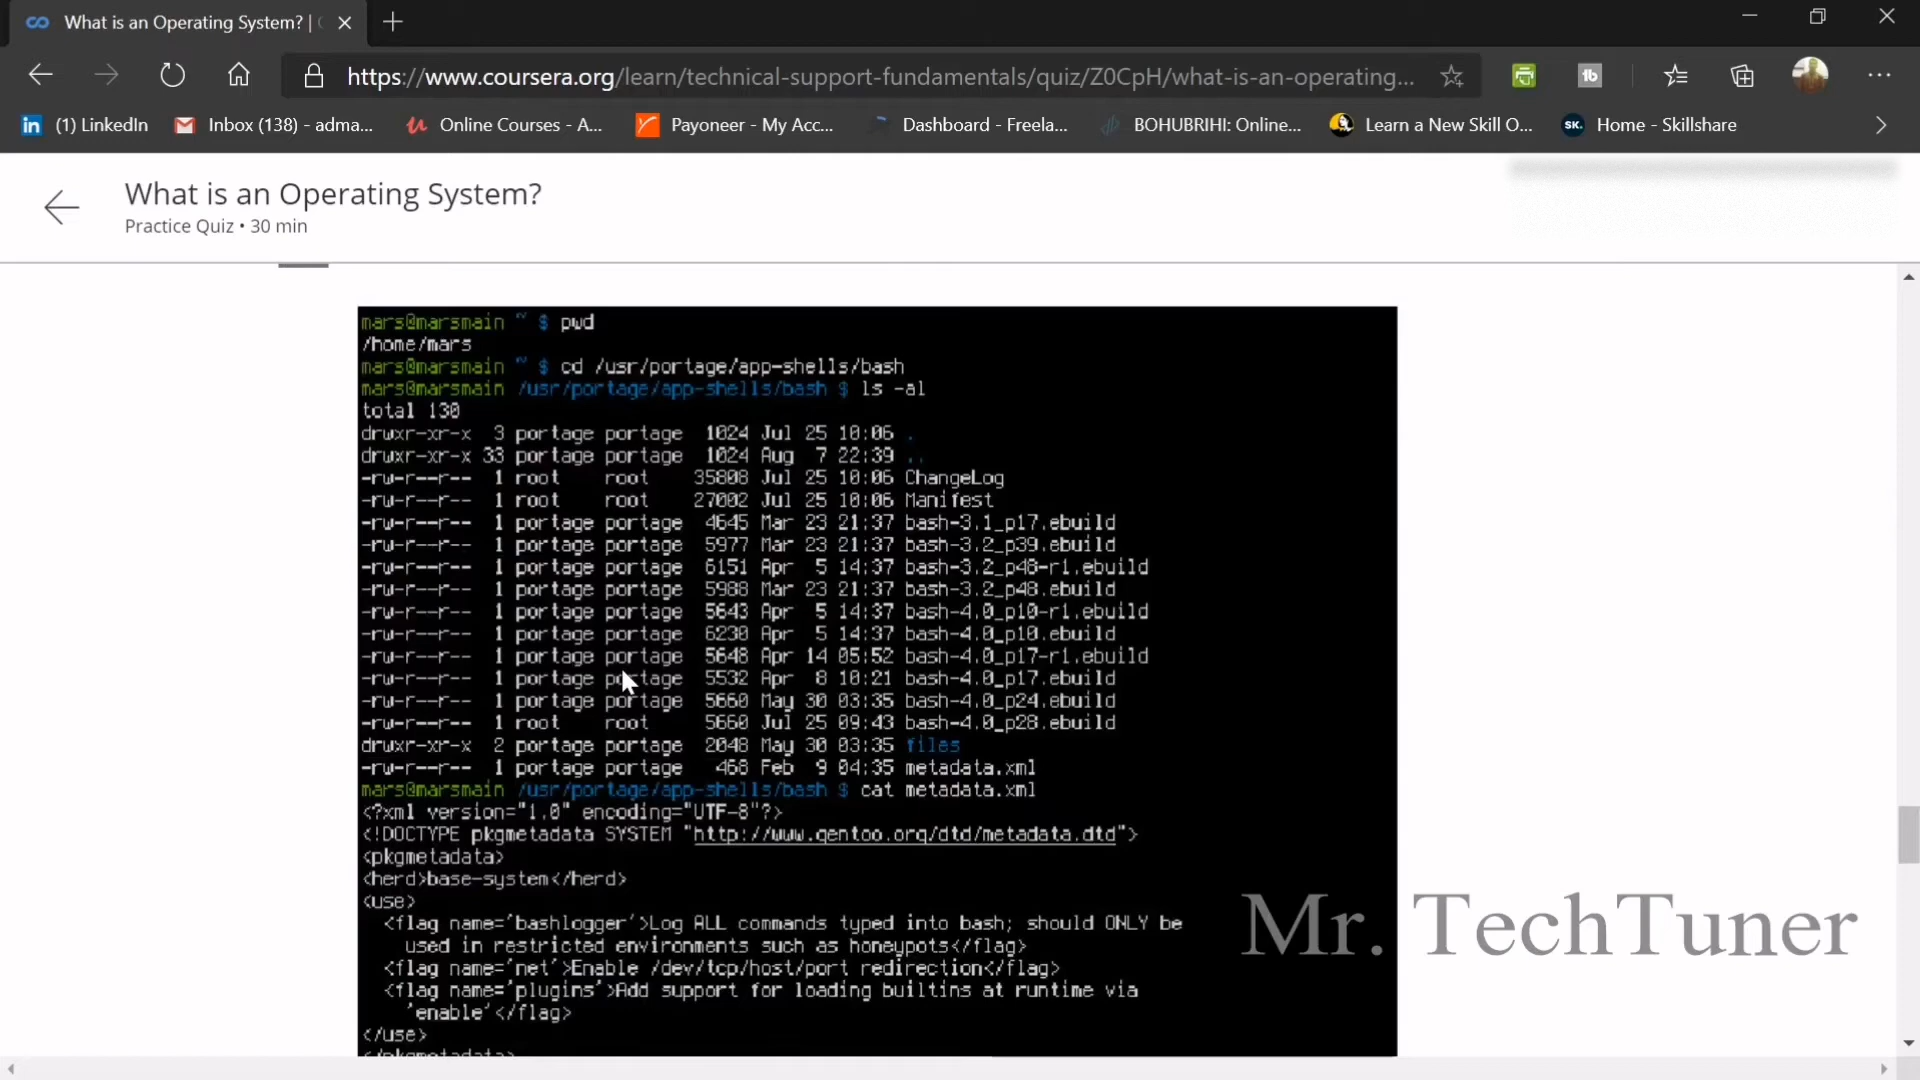 What is an Operating System? |
https://www.coursera.org/learn/technical-support-fundamentals/quiz/Z0CpH/what-is-an-operating...
(1) LinkedIn Inbox (138) - adma... Online Courses - A... Payoneer - My Acc... Dashboard - Freela... BOHUBRIHI: Online... Learn a New Skill O... SK. Home - Skillshare
What is an Operating System?
Practice Quiz • 30 min
mars@marsmain ~ $ pwd
/home/mars
mars@marsmain ~ $ cd /usr/portage/app-shells/bash
mars@marsmain /usr/portage/app-shells/bash $ ls -al
total 130
drwxr-xr-x 3 portage portage 1024 Jul 25 10:06 .
drwxr-xr-x 33 portage portage 1024 Aug 7 22:39 ..
-rw-r--r-- 1 root root 35808 Jul 25 10:06 ChangeLog
-rw-r--r-- 1 root root 27002 Jul 25 10:06 Manifest
-rw-r--r-- 1 portage portage 4645 Mar 23 21:37 bash-3.1_p17.ebuild
-rw-r--r-- 1 portage portage 5977 Mar 23 21:37 bash-3.2_p39.ebuild
-rw-r--r-- 1 portage portage 6151 Apr 5 14:37 bash-3.2_p48-r1.ebuild
-rw-r--r-- 1 portage portage 5988 Mar 23 21:37 bash-3.2_p48.ebuild
-rw-r--r-- 1 portage portage 5643 Apr 5 14:37 bash-4.0_p10-r1.ebuild
-rw-r--r-- 1 portage portage 6230 Apr 5 14:37 bash-4.0_p10.ebuild
-rw-r--r-- 1 portage portage 5648 Apr 14 05:52 bash-4.0_p17-r1.ebuild
-rw-r--r-- 1 portage portage 5532 Apr 8 10:21 bash-4.0_p17.ebuild
-rw-r--r-- 1 portage portage 5660 May 30 03:35 bash-4.0_p24.ebuild
-rw-r--r-- 1 root root 5660 Jul 25 09:43 bash-4.0_p28.ebuild
drwxr-xr-x 2 portage portage 2048 May 30 03:35 files
-rw-r--r-- 1 portage portage 468 Feb 9 04:35 metadata.xml
mars@marsmain /usr/portage/app-shells/bash $ cat metadata.xml
<?xml version="1.0" encoding="UTF-8"?>
<!DOCTYPE pkgmetadata SYSTEM "http://www.gentoo.org/dtd/metadata.dtd">
<pkgmetadata>
<herd>base-system</herd>
<use>
<flag name='bashlogger'>Log ALL commands typed into bash; should ONLY be
used in restricted environments such as honeypots</flag>
<flag name='net'>Enable /dev/tcp/host/port redirection</flag>
<flag name='plugins'>Add support for loading builtins at runtime via
'enable'</flag>
</use>
</pkgmetadata>
Mr. TechTuner